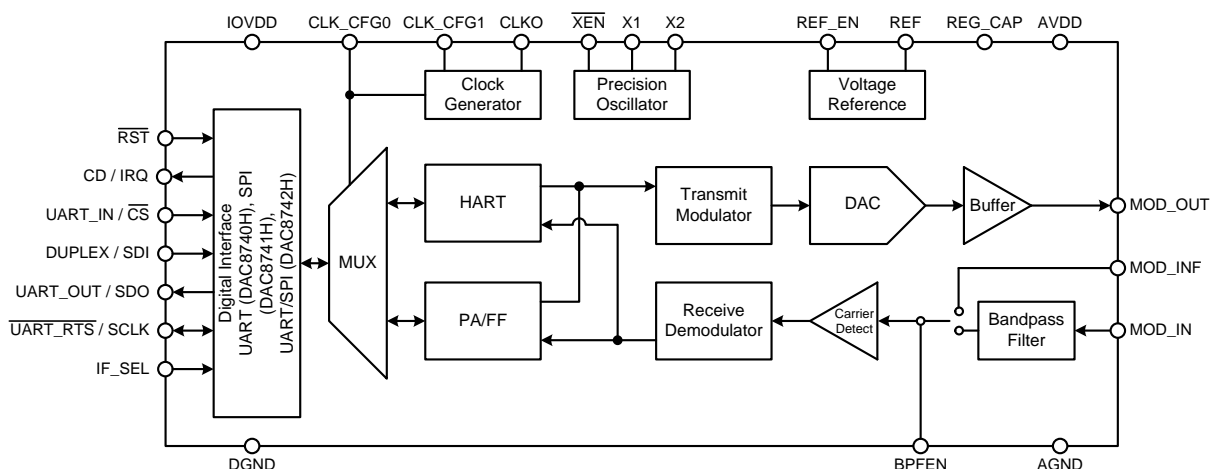 IOVDD
CLK_CFG0
CLK_CFG1
CLKO
XEN
X1
X2
REF_EN
REF
REG_CAP
AVDD
Clock
Generator
Precision
Oscillator
Voltage
Reference
RST
CD / IRQ
UART_IN / CS
DUPLEX / SDI
UART_OUT / SDO
UART_RTS / SCLK
IF_SEL
Digital Interface
UART (DAC8740H), SPI
(DAC8741H),
UART/SPI (DAC8742H)
MUX
HART
PA/FF
Transmit
Modulator
DAC
Buffer
Receive
Demodulator
Carrier
Detect
Bandpass
Filter
MOD_OUT
MOD_INF
MOD_IN
DGND
BPFEN
AGND